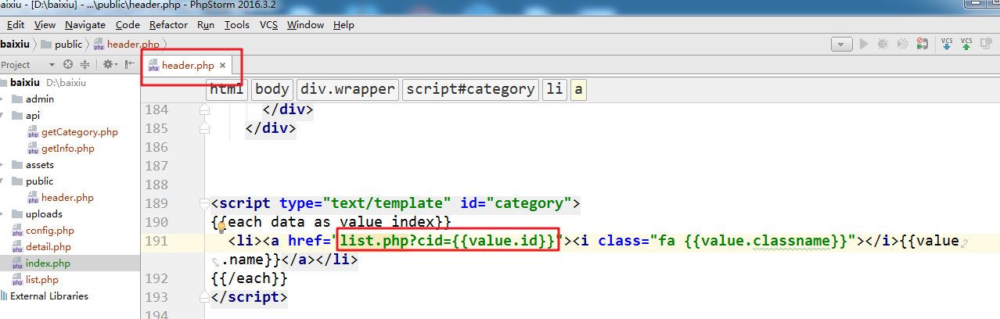 baixiu - [D:\baixiu] - ...\public\header.php - PhpStorm 2016.3.2
Edit View Navigate Code Refactor Run Tools VCS Window Help
baixiu public header.php
VCS VCS
Project
header.php
html body div.wrapper script#category li a
baixiu D:\baixiu
admin
api
getCategory.php
getInfo.php
assets
public
header.php
uploads
config.php
detail.php
index.php
list.php
External Libraries
184 </div>
185 </div>
186
187
188
189 <script type="text/template" id="category">
190 {{each data as value index}}
191 <li><a href="list.php?cid={{value.id}}"><i class="fa {{value.classname}}"></i>{{value
.name}}</a></li>
192 {{/each}}
193 </script>
194